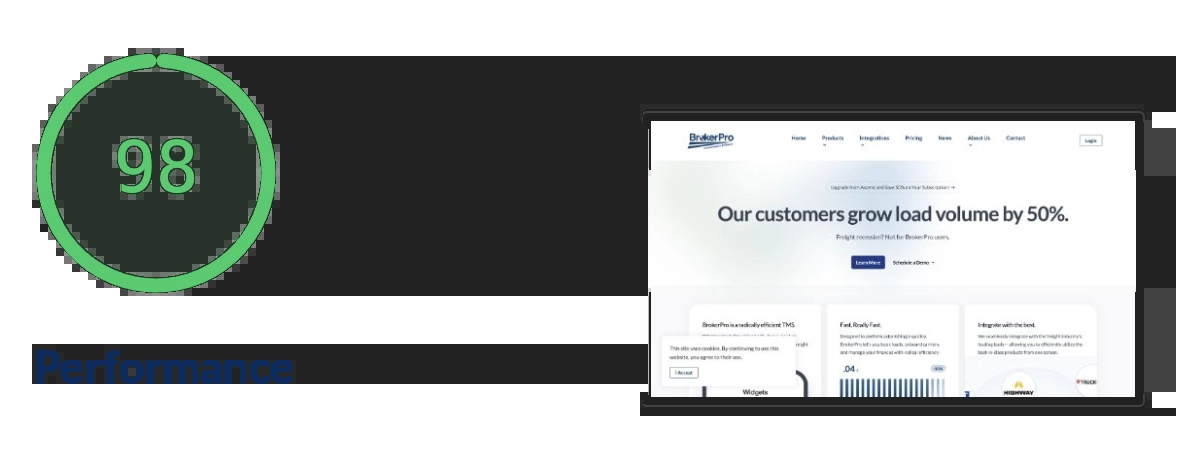 98
Performance
BrokerPro
Home Products Integrations Pricing News About Us Contact Login
Upgrade from Ascend and Save 50% on Your Subscription →
Our customers grow load volume by 50%.
Freight recession? Not for BrokerPro users.
Learn More Schedule a Demo →
BrokerPro is a radically efficient TMS.
Fast. Really Fast.
Designed to perform astonishingly quickly.
BrokerPro lets you book loads, onboard carriers,
and manage your finances with radical efficiency.
.04
Integrate with the best.
We seamlessly integrate with the freight industry's
leading tools – allowing you to efficiently utilize the
best-in-class products from one screen.
HIGHWAY
TRUCK
This site uses cookies. By continuing to use this
website, you agree to their use.
I Accept
Widgets